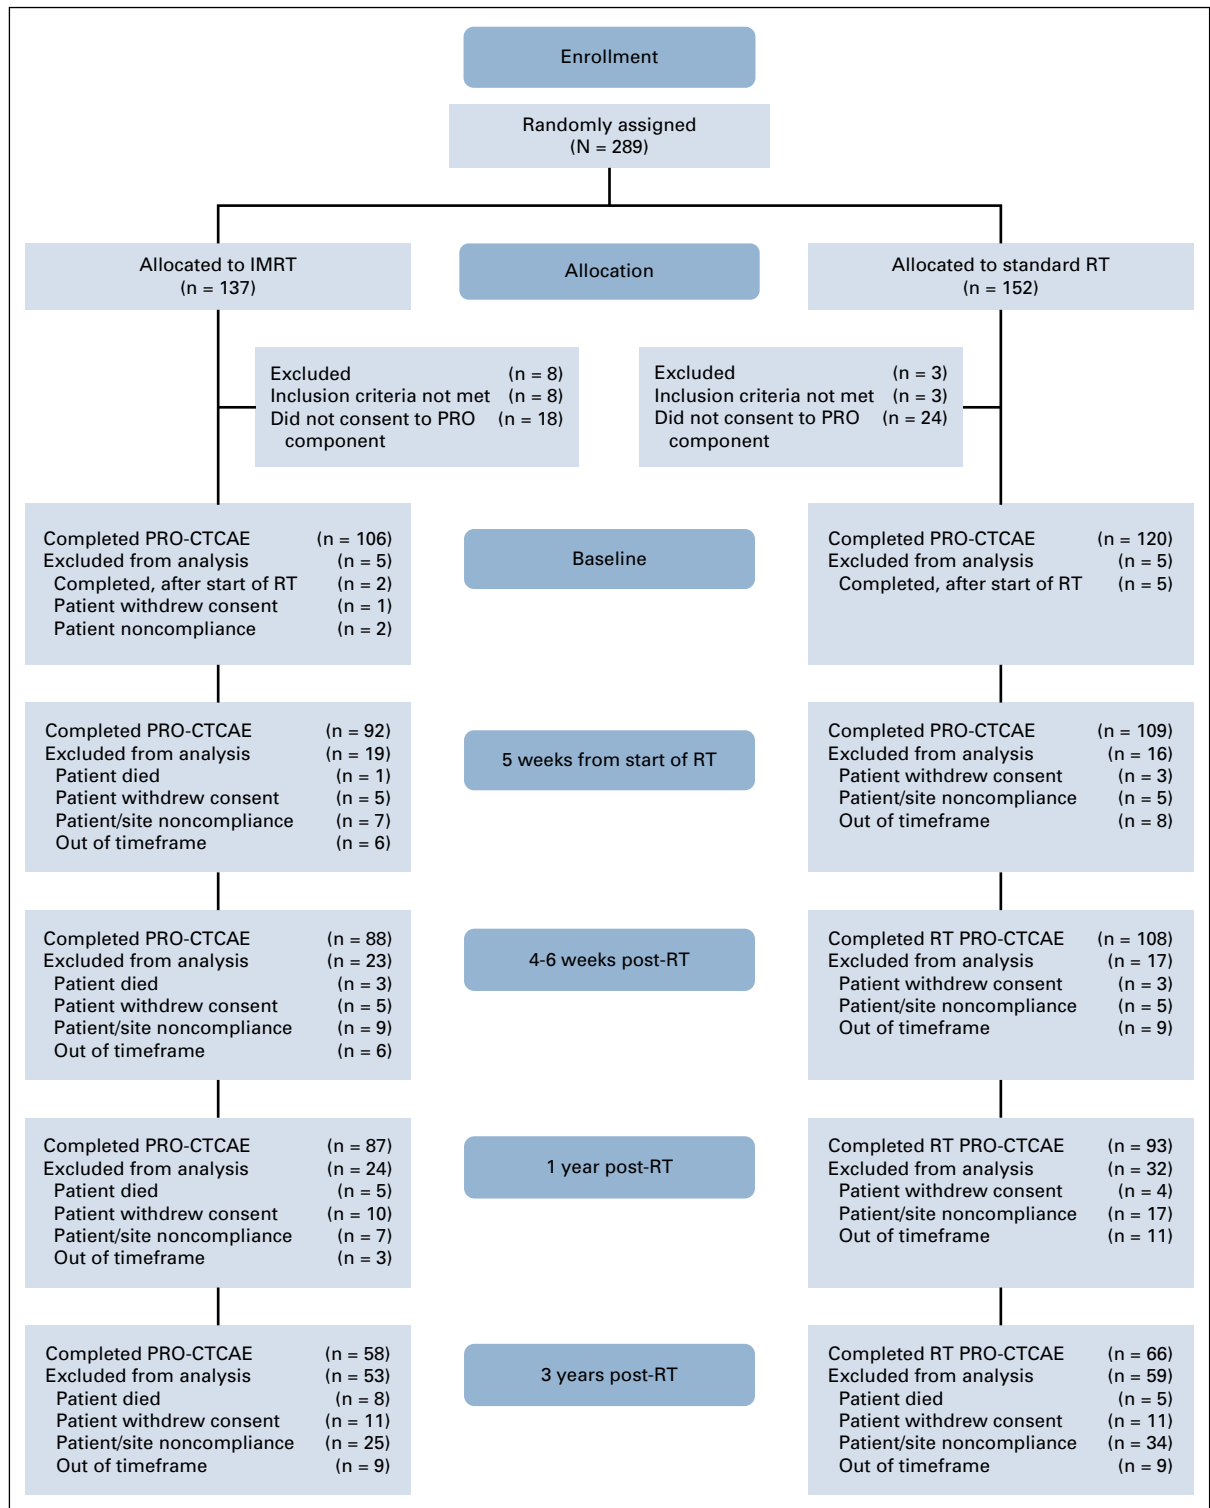 Enrollment
Randomly assigned
(N = 289)
Allocated to IMRT
(n = 137)
Allocation
Allocated to standard RT
(n = 152)
Excluded (n = 8)
Inclusion criteria not met (n = 8)
Did not consent to PRO (n = 18)
component
Excluded (n = 3)
Inclusion criteria not met (n = 3)
Did not consent to PRO (n = 24)
component
Completed PRO-CTCAE (n = 106)
Excluded from analysis (n = 5)
Completed, after start of RT (n = 2)
Patient withdrew consent (n = 1)
Patient noncompliance (n = 2)
Baseline
Completed PRO-CTCAE (n = 120)
Excluded from analysis (n = 5)
Completed, after start of RT (n = 5)
Completed PRO-CTCAE (n = 92)
Excluded from analysis (n = 19)
Patient died (n = 1)
Patient withdrew consent (n = 5)
Patient/site noncompliance (n = 7)
Out of timeframe (n = 6)
5 weeks from start of RT
Completed PRO-CTCAE (n = 109)
Excluded from analysis (n = 16)
Patient withdrew consent (n = 3)
Patient/site noncompliance (n = 5)
Out of timeframe (n = 8)
Completed PRO-CTCAE (n = 88)
Excluded from analysis (n = 23)
Patient died (n = 3)
Patient withdrew consent (n = 5)
Patient/site noncompliance (n = 9)
Out of timeframe (n = 6)
4-6 weeks post-RT
Completed RT PRO-CTCAE (n = 108)
Excluded from analysis (n = 17)
Patient withdrew consent (n = 3)
Patient/site noncompliance (n = 5)
Out of timeframe (n = 9)
Completed PRO-CTCAE (n = 87)
Excluded from analysis (n = 24)
Patient died (n = 5)
Patient withdrew consent (n = 10)
Patient/site noncompliance (n = 7)
Out of timeframe (n = 3)
1 year post-RT
Completed RT PRO-CTCAE (n = 93)
Excluded from analysis (n = 32)
Patient withdrew consent (n = 4)
Patient/site noncompliance (n = 17)
Out of timeframe (n = 11)
Completed PRO-CTCAE (n = 58)
Excluded from analysis (n = 53)
Patient died (n = 8)
Patient withdrew consent (n = 11)
Patient/site noncompliance (n = 25)
Out of timeframe (n = 9)
3 years post-RT
Completed RT PRO-CTCAE (n = 66)
Excluded from analysis (n = 59)
Patient died (n = 5)
Patient withdrew consent (n = 11)
Patient/site noncompliance (n = 34)
Out of timeframe (n = 9)